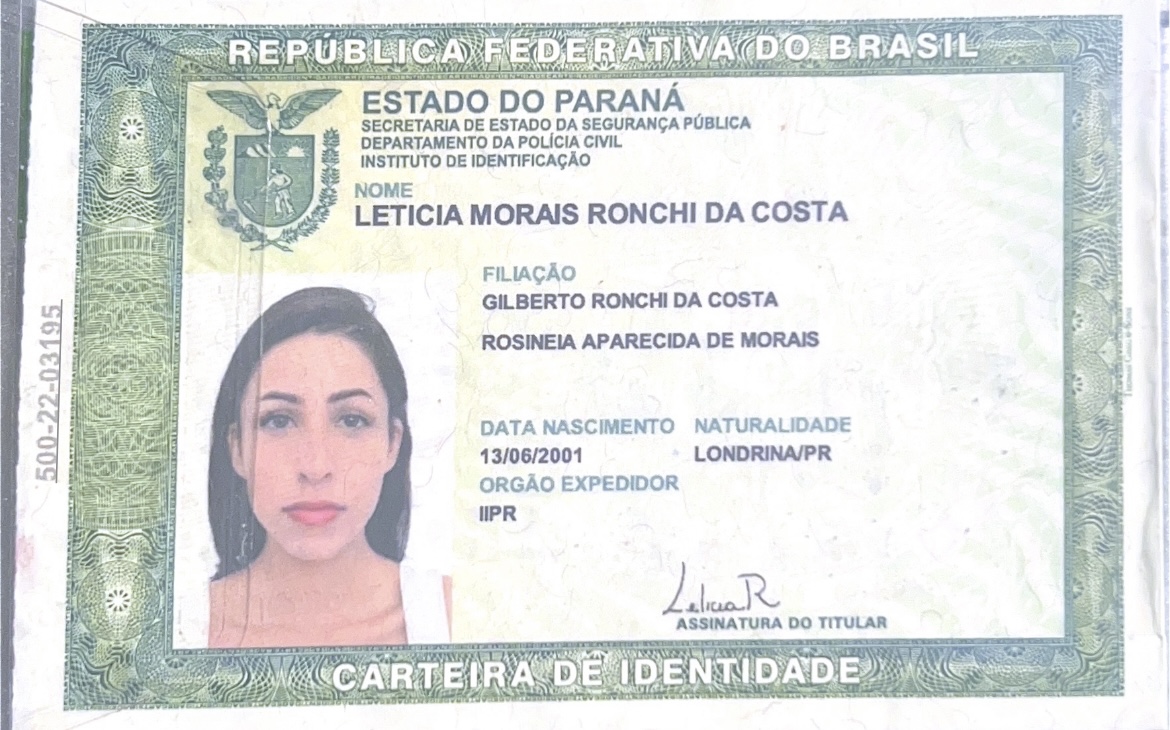 REPÚBLICA FEDERATIVA DO BRASIL
ESTADO DO PARANÁ
SECRETARIA DE ESTADO DA SEGURANÇA PÚBLICA
DEPARTAMENTO DA POLÍCIA CIVIL
INSTITUTO DE IDENTIFICAÇÃO
NOME
LETICIA MORAIS RONCHI DA COSTA
FILIAÇÃO
GILBERTO RONCHI DA COSTA
ROSINEIA APARECIDA DE MORAIS
DATA NASCIMENTO NATURALIDADE
13/06/2001 LONDRINA/PR
ORGÃO EXPEDIDOR
IIPR
Leticia R
ASSINATURA DO TITULAR
CARTEIRA DE IDENTIDADE
500-22-03195